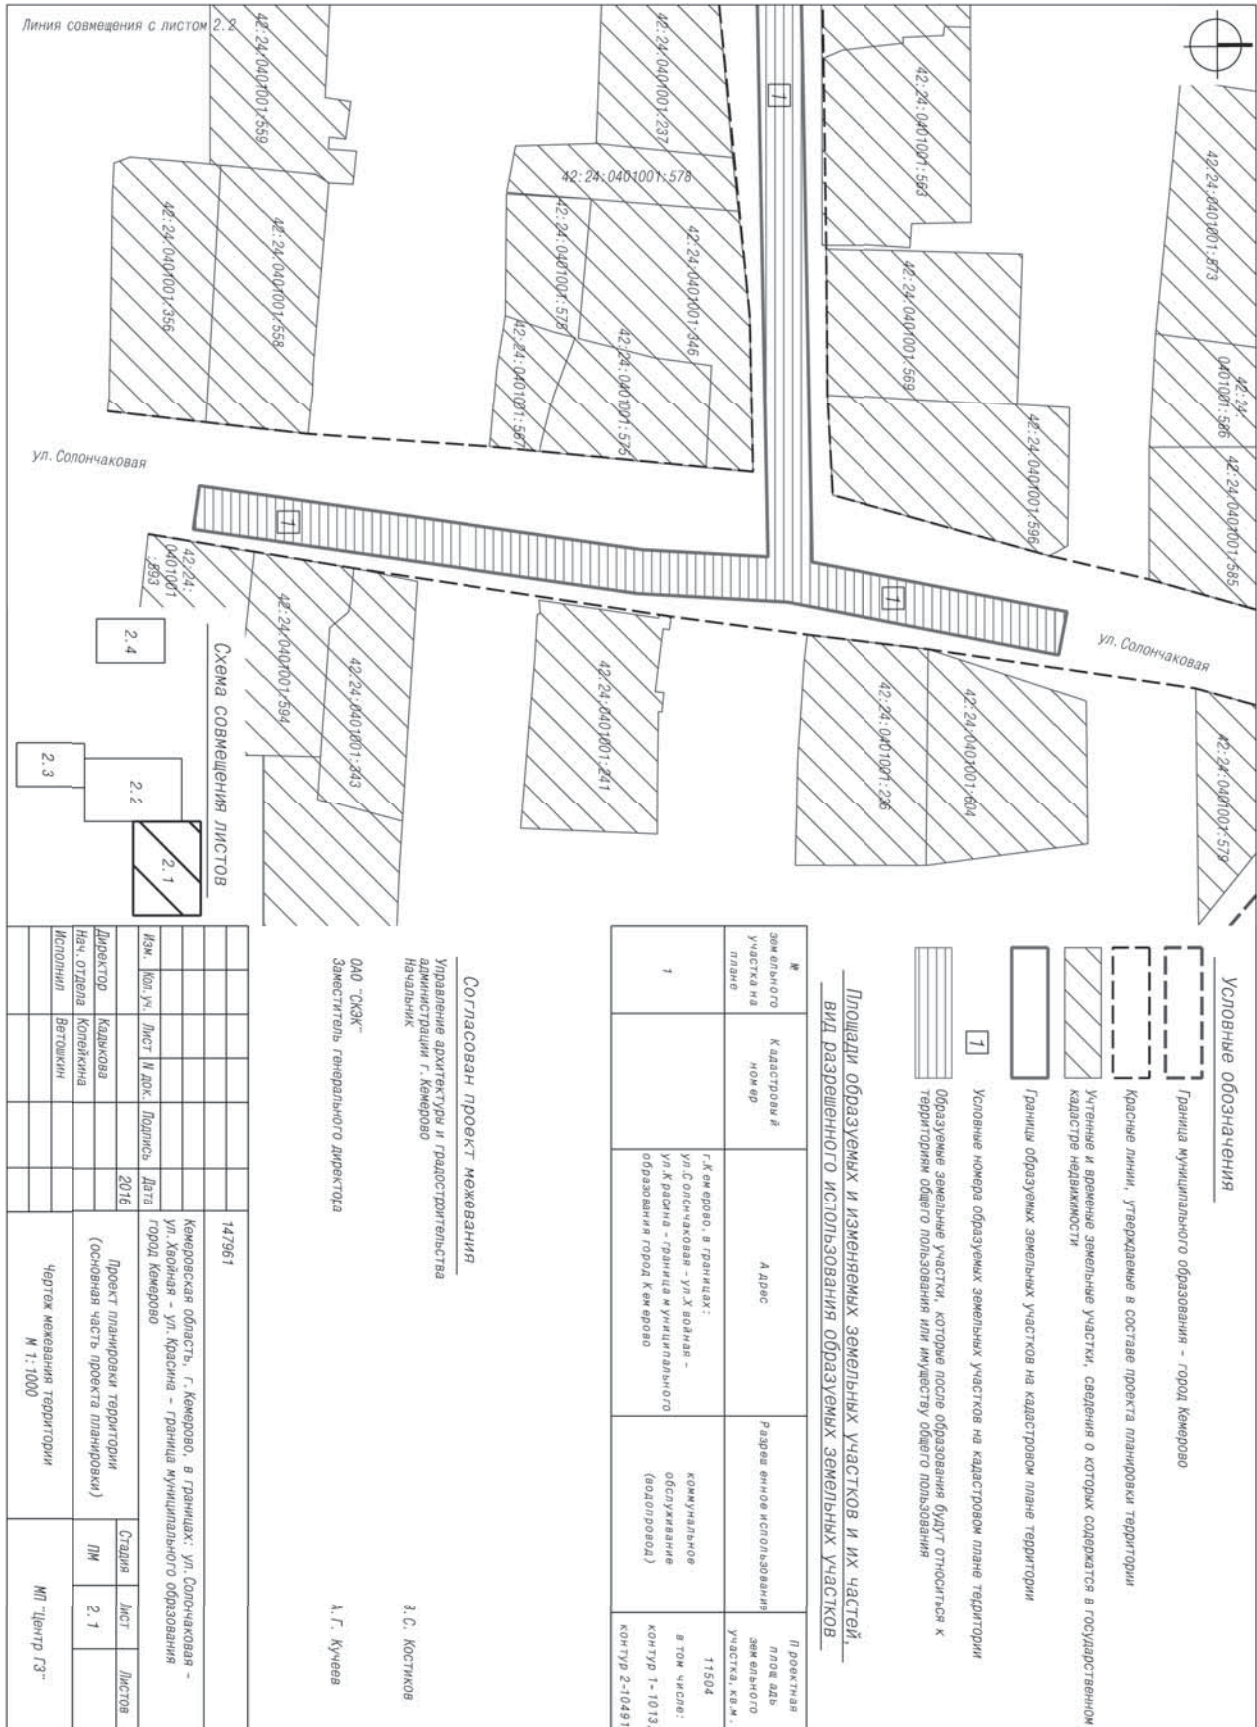 Линия совмещения с листом 2.2
42:24:0401001:559
42:24:0401001:237
42:24:0401001:578
42:24:0401001:563
42:24:0401001:573
42:24:
0401001:586
42:24:0401001:585
42:24:0401001:356
42:24:0401001:558
42:24:0401001:346
42:24:0401001:575
42:24:0401001:567
42:24:0401001:569
42:24:0401001:596
1
ул. Солончаковая
1
1
ул. Солончаковая
42:24:
0401001
:593
42:24:0401001:594
42:24:0401001:343
42:24:0401001:241
42:24:0401001:226
42:24:0401001:604
42:24:0401001:579
Схема совмещения листов
2.4
2.3
2.2
2.1
Условные обозначения
Граница муниципального образования - город Кемерово
Красные линии, утверждаемые в составе проекта планировки территории
Учтенные и временные земельные участки, сведения о которых содержатся в государственном
кадастре недвижимости
Границы образуемых земельных участков на кадастровом плане территории
1
Условные номера образуемых земельных участков на кадастровом плане территории
Образуемые земельные участки, которые после образования будут относиться к
территориям общего пользования или имуществу общего пользования
Площади образуемых и изменяемых земельных участков и их частей,
вид разрешенного использования образуемых земельных участков
№
земельного
участка на
плане
Кадастровый
номер
Адрес
Разрешенное использование
Проектная
площадь
земельного
участка, кв.м.
1
г.Кемерово, в границах:
ул.Солончаковая - ул.Хвойная -
ул.Красина - граница муниципального
образования город Кемерово
коммунальное
обслуживание
(водопровод)
11504
в том числе:
контур 1-1013,
контур 2-10491
Согласован проект межевания
Управление архитектуры и градостроительства
администрации г. Кемерово
Начальник
З. С. Костиков
ОАО "СКЭК"
Заместитель генерального директора
А. Г. Кучеев
147961
Кемеровская область, г. Кемерово, в границах: ул. Солончаковая -
ул. Хвойная - ул. Красина - граница муниципального образования
город Кемерово
Изм. Кол. уч. Лист N док. Подпись Дата
2016
Директор Кадыкова
Нач. отдела Копейкина
Исполнил Ветошкин
Проект планировки территории
(основная часть проекта планировки)
Стадия Лист Листов
ПМ 2.1
Чертеж межевания территории
М 1:1000
МП "Центр ГЗ"